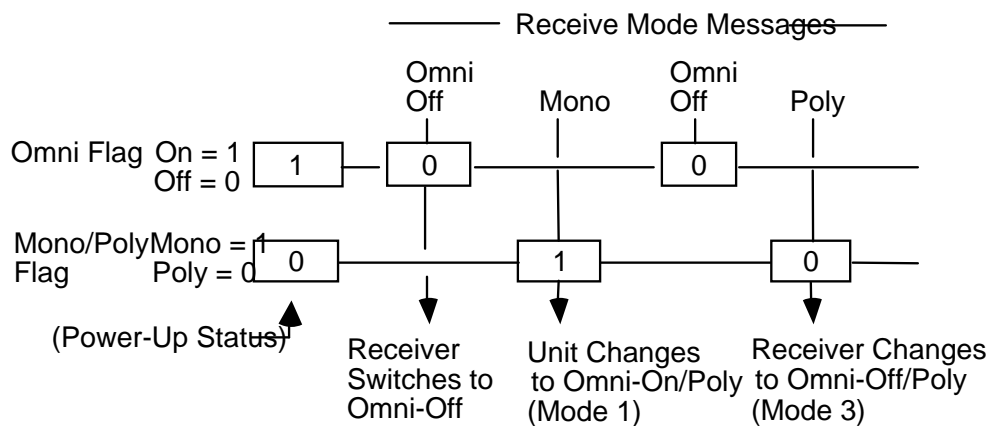 Receive Mode Messages
Omni
Off
Mono
Omni
Off
Poly
Omni Flag On = 1
Off = 0
1
0
0
Mono/Poly Mono = 1
Flag Poly = 0
0
1
0
(Power-Up Status)
Receiver
Switches to
Omni-Off
Unit Changes
to Omni-On/Poly
(Mode 1)
Receiver Changes
to Omni-Off/Poly
(Mode 3)